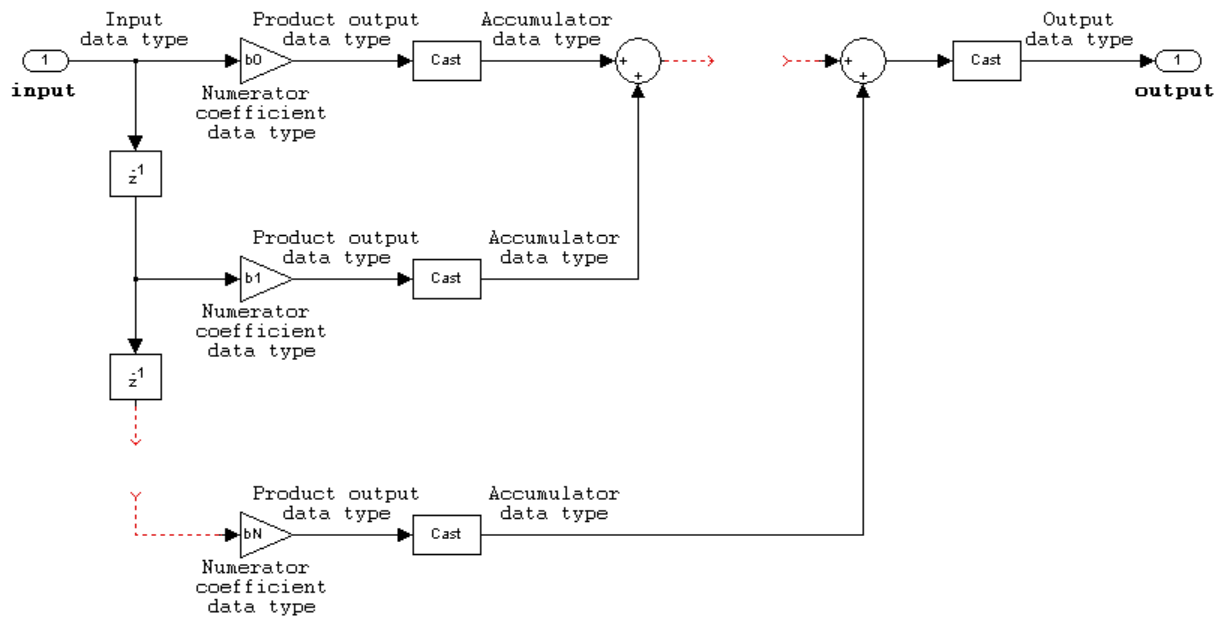 Input
data type
Product output
data type
Accumulator
data type
Output
data type
1
input
b0
Cast
+
+
+
+
Cast
1
output
Numerator
coefficient
data type
z-1
Product output
data type
Accumulator
data type
b1
Cast
Numerator
coefficient
data type
z-1
Product output
data type
Accumulator
data type
bN
Cast
Numerator
coefficient
data type